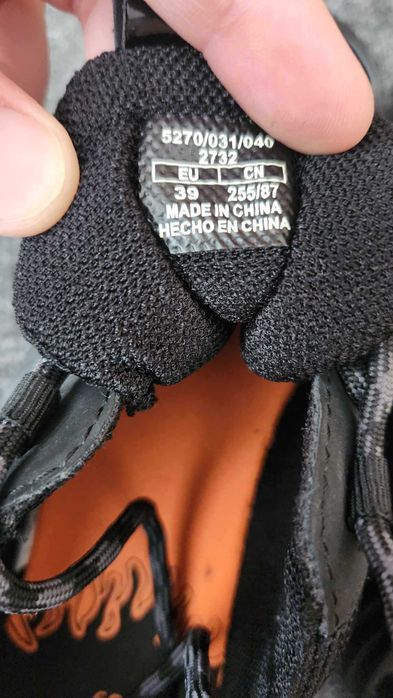 5270/031/040
2732
EU CN
39 255/87
MADE IN CHINA
HECHO EN CHINA